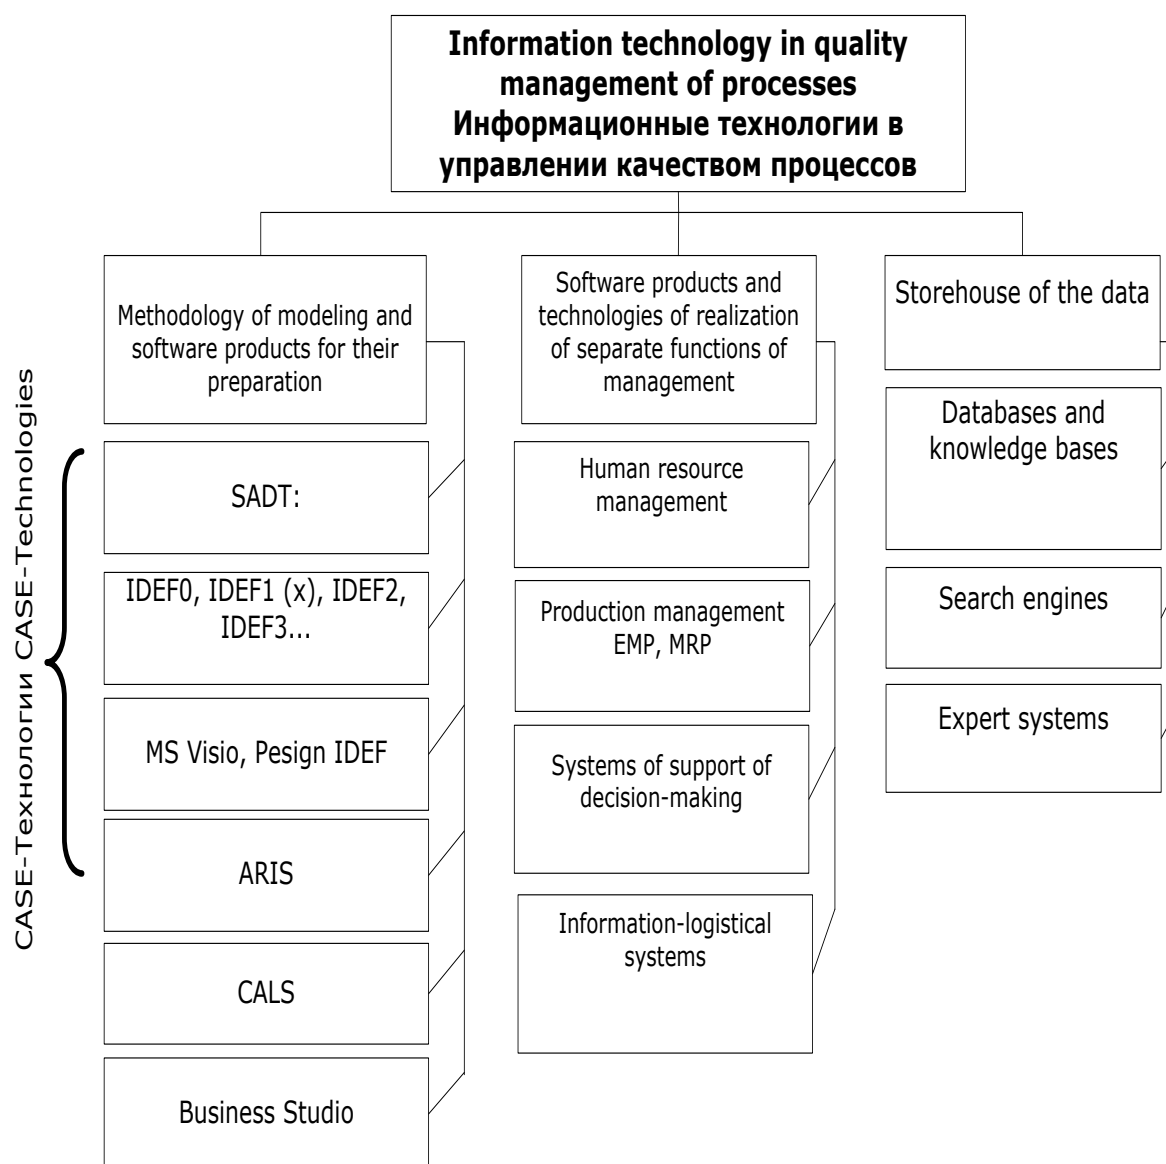 Information technology in quality
management of processes
Информационные технологии в
управлении качеством процессов
CASE-Технологии CASE-Technologies
Methodology of modeling and
software products for their
preparation
SADT:
IDEF0, IDEF1 (x), IDEF2,
IDEF3...
MS Visio, Pesign IDEF
ARIS
CALS
Business Studio
Software products and
technologies of realization
of separate functions of
management
Human resource
management
Production management
EMP, MRP
Systems of support of
decision-making
Information-logistical
systems
Storehouse of the data
Databases and
knowledge bases
Search engines
Expert systems